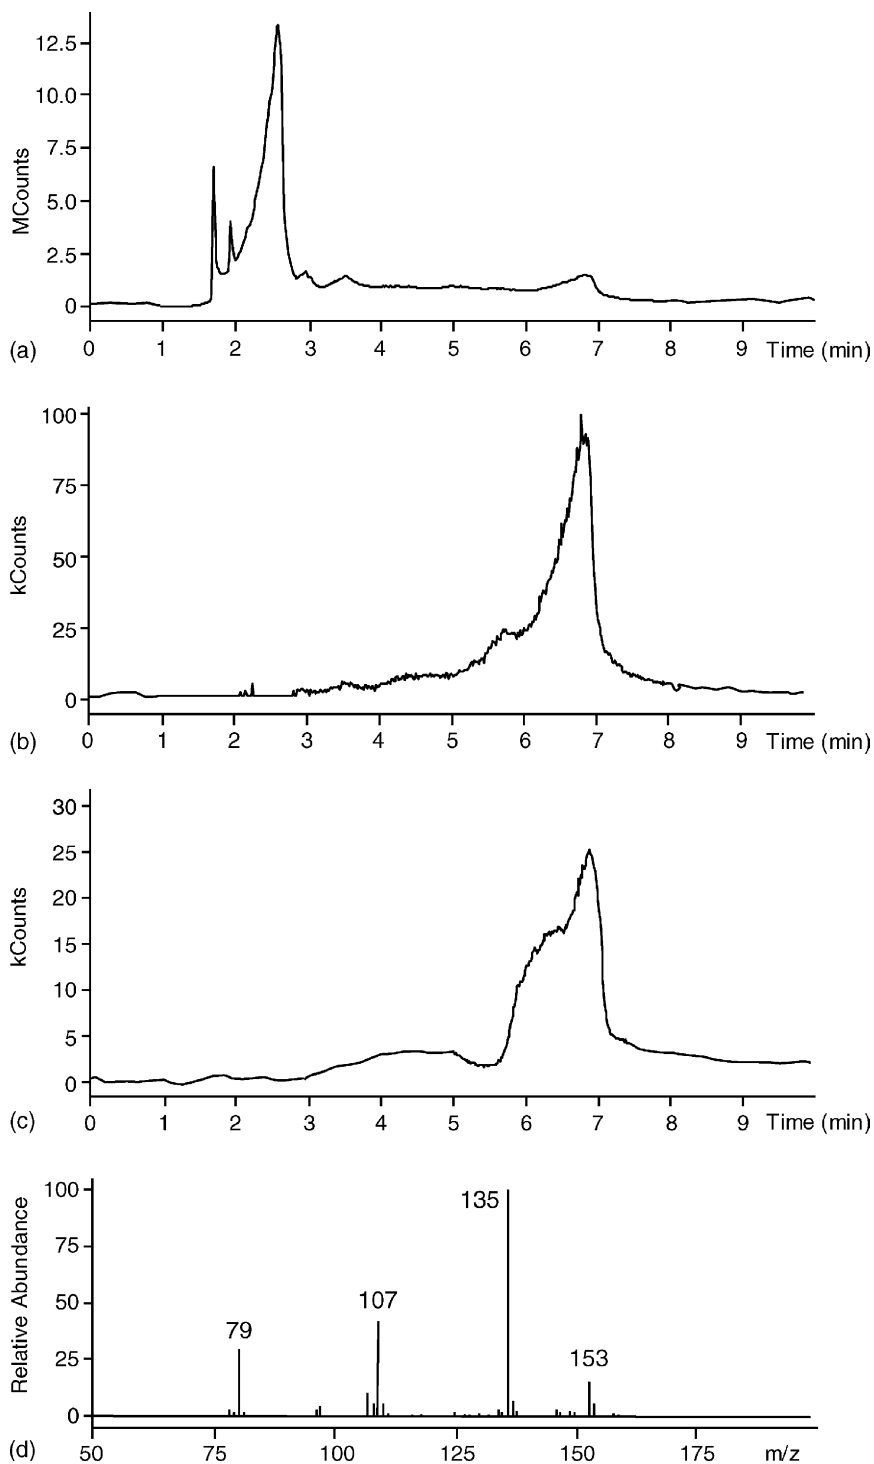 12.5
10.0
7.5
5.0
2.5
0
MCounts
0 1 2 3 4 5 6 7 8 9 Time (min)
(a)
100
75
50
25
0
kCounts
0 1 2 3 4 5 6 7 8 9 Time (min)
(b)
30
25
20
15
10
5
0
kCounts
0 1 2 3 4 5 6 7 8 9 Time (min)
(c)
100
75
50
25
0
Relative Abundance
135
107
79
153
50 75 100 125 150 175 m/z
(d)